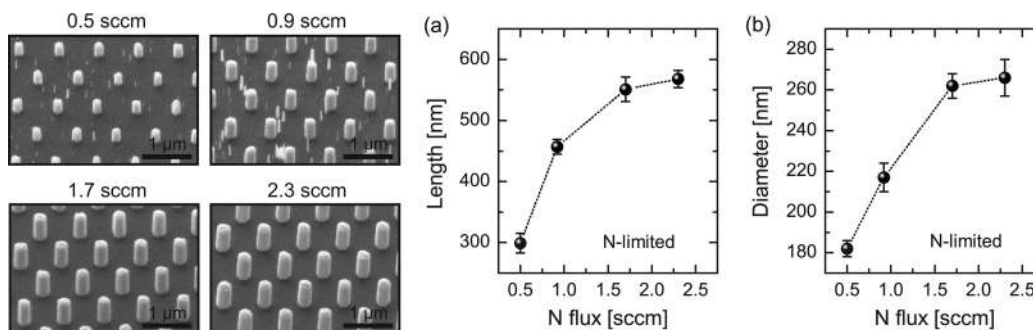 0.5 sccm
0.9 sccm
1 µm
1 µm
1.7 sccm
2.3 sccm
1 µm
1 µm
(a)
Length [nm]
600
500
400
300
0.5 1.0 1.5 2.0 2.5
N-limited
N flux [sccm]
(b)
Diameter [nm]
280
260
240
220
200
180
0.5 1.0 1.5 2.0 2.5
N-limited
N flux [sccm]